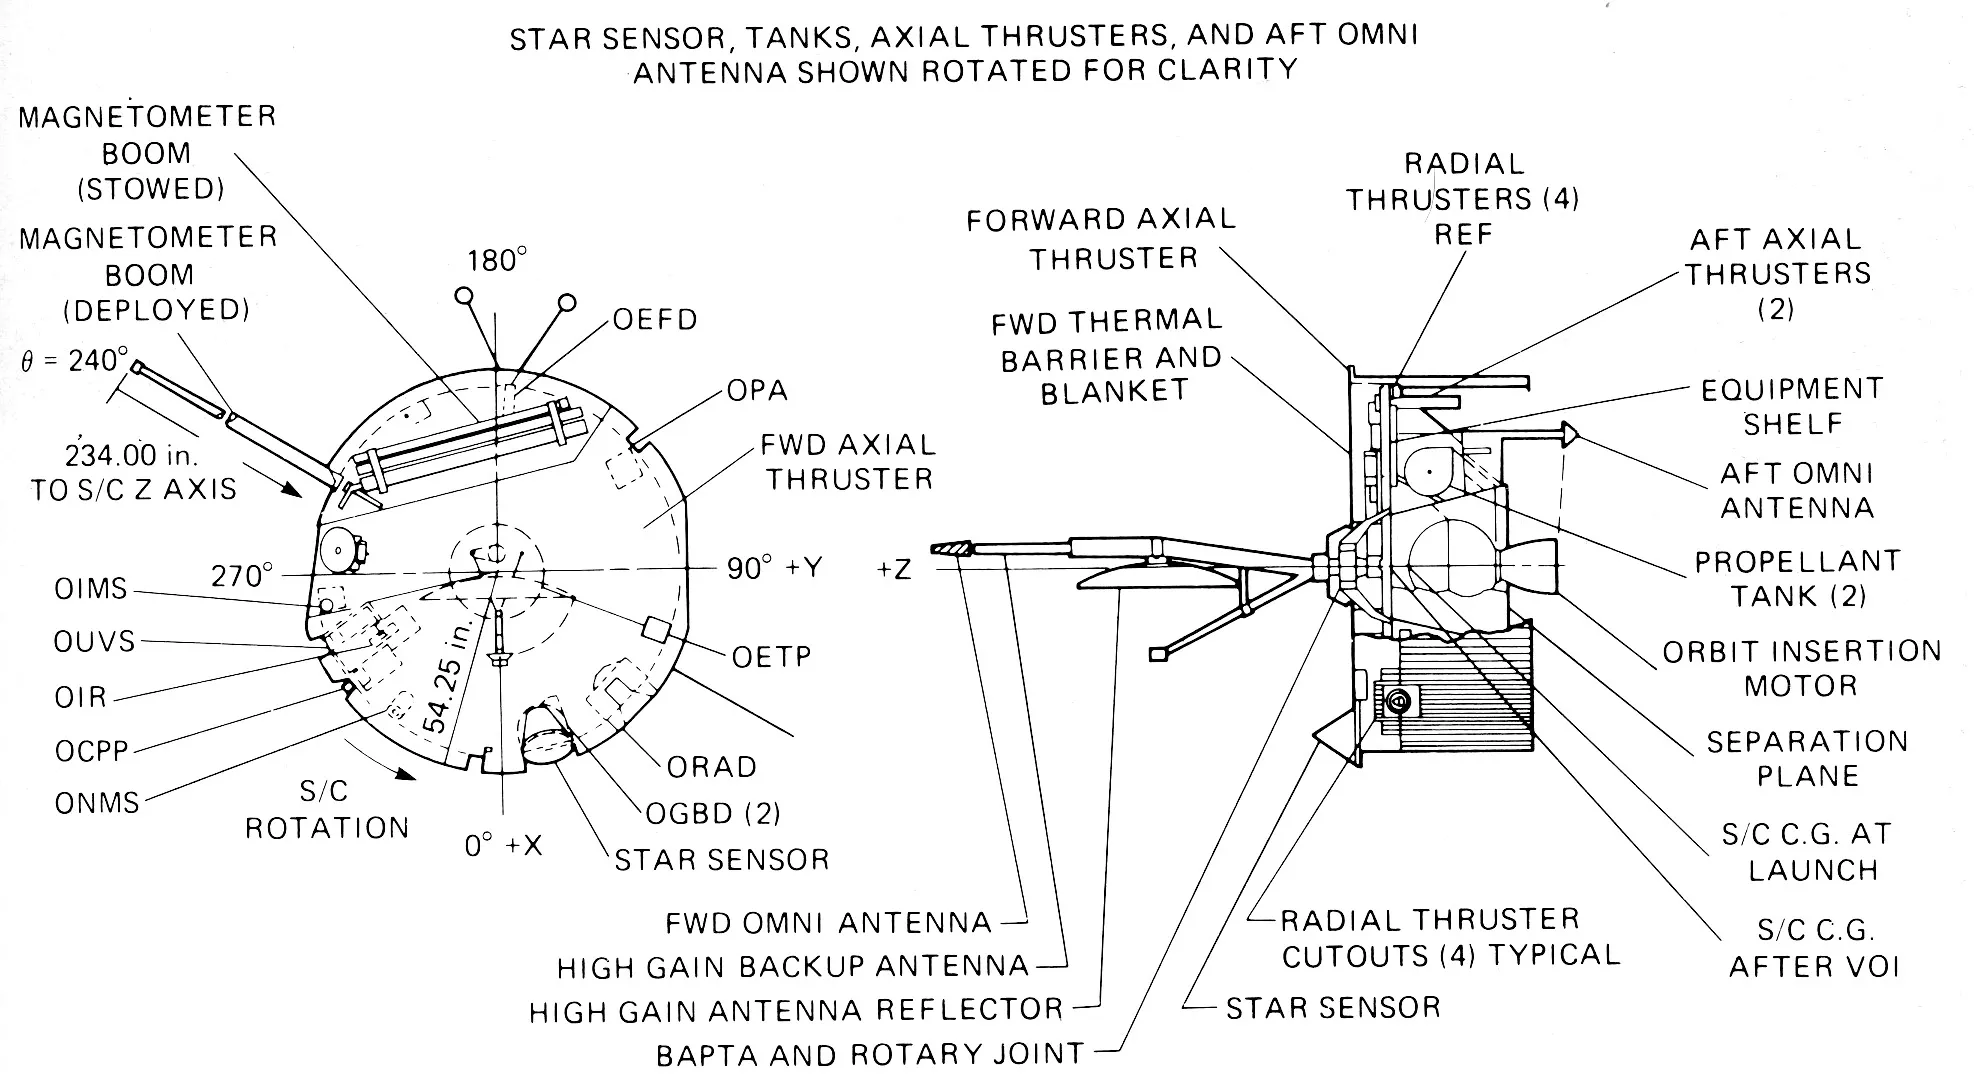 STAR SENSOR, TANKS, AXIAL THRUSTERS, AND AFT OMNI
ANTENNA SHOWN ROTATED FOR CLARITY
MAGNETOMETER
BOOM
(STOWED)
MAGNETOMETER
BOOM
(DEPLOYED)
θ = 240°
234.00 in.
TO S/C Z AXIS
180°
OEFD
OPA
FWD AXIAL
THRUSTER
270°
90° +Y
OIMS
OUVS
OIR
OCPP
ONMS
54.25 in.
S/C
ROTATION
0° +X
OETP
ORAD
OGBD (2)
STAR SENSOR
FORWARD AXIAL
THRUSTER
FWD THERMAL
BARRIER AND
BLANKET
RADIAL
THRUSTERS (4)
REF
AFT AXIAL
THRUSTERS
(2)
EQUIPMENT
SHELF
AFT OMNI
ANTENNA
+Z
PROPELLANT
TANK (2)
ORBIT INSERTION
MOTOR
SEPARATION
PLANE
S/C C.G. AT
LAUNCH
S/C C.G.
AFTER VOI
FWD OMNI ANTENNA
HIGH GAIN BACKUP ANTENNA
HIGH GAIN ANTENNA REFLECTOR
BAPTA AND ROTARY JOINT
RADIAL THRUSTER
CUTOUTS (4) TYPICAL
STAR SENSOR